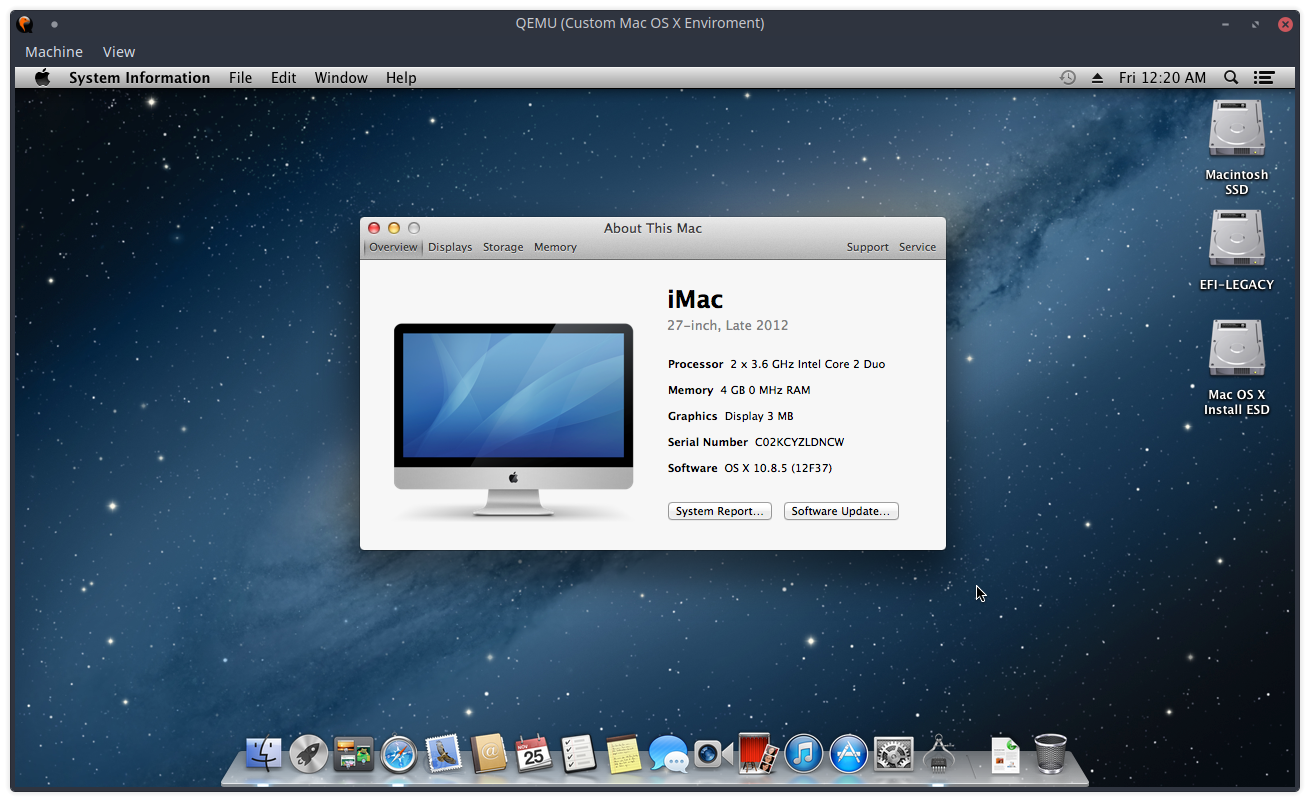 QEMU (Custom Mac OS X Enviroment)
Machine View
System Information File Edit Window Help
Fri 12:20 AM
Macintosh
SSD
EFI-LEGACY
Mac OS X
Install ESD
About This Mac
Overview Displays Storage Memory
Support Service
iMac
27-inch, Late 2012
Processor 2 x 3.6 GHz Intel Core 2 Duo
Memory 4 GB 0 MHz RAM
Graphics Display 3 MB
Serial Number C02KCYZLDNCW
Software OS X 10.8.5 (12F37)
System Report...
Software Update...
NOV
25